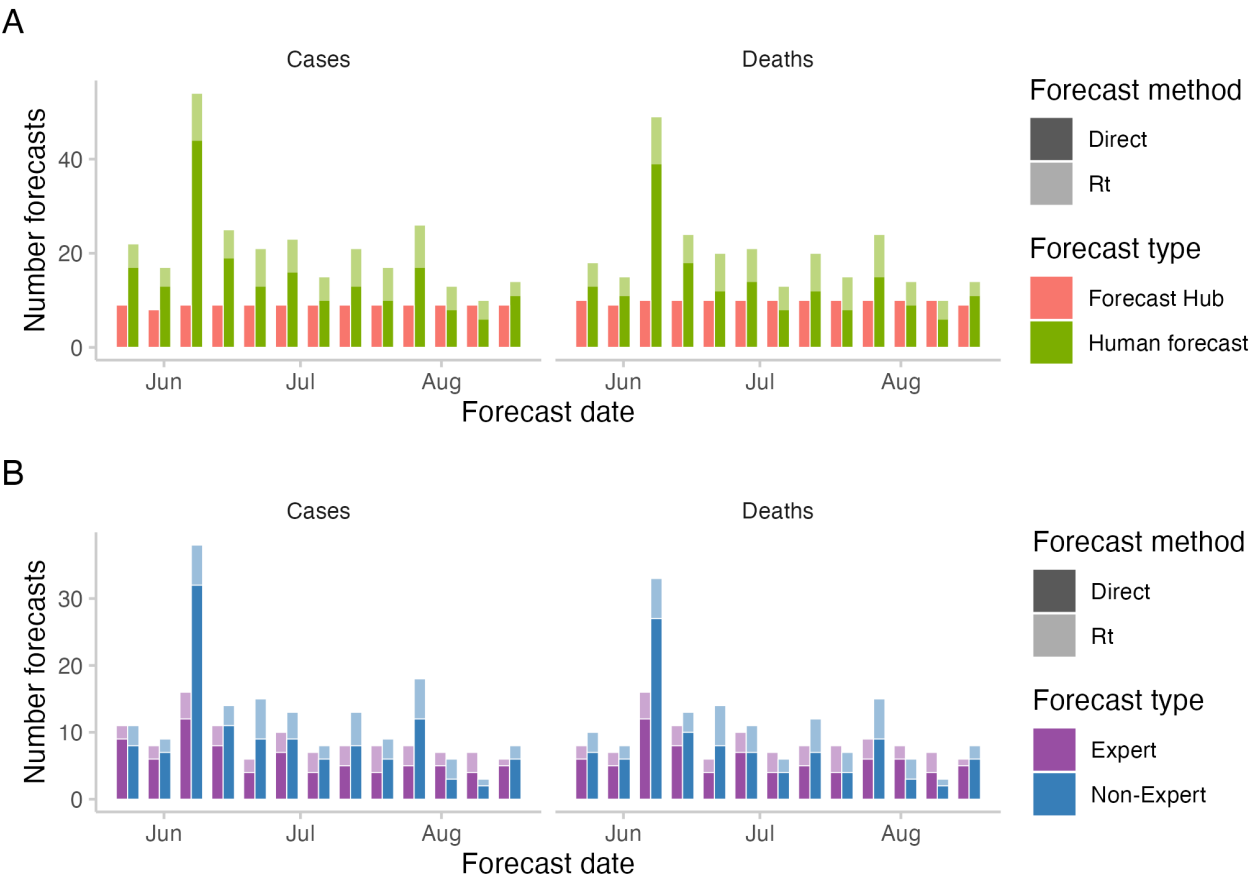 A
Cases
Deaths
Number forecasts
0
20
40
Jun
Jul
Aug
Jun
Jul
Aug
Forecast date
Forecast method
Direct
Rt
Forecast type
Forecast Hub
Human forecast
B
Cases
Deaths
Number forecasts
0
10
20
30
Jun
Jul
Aug
Jun
Jul
Aug
Forecast date
Forecast method
Direct
Rt
Forecast type
Expert
Non-Expert